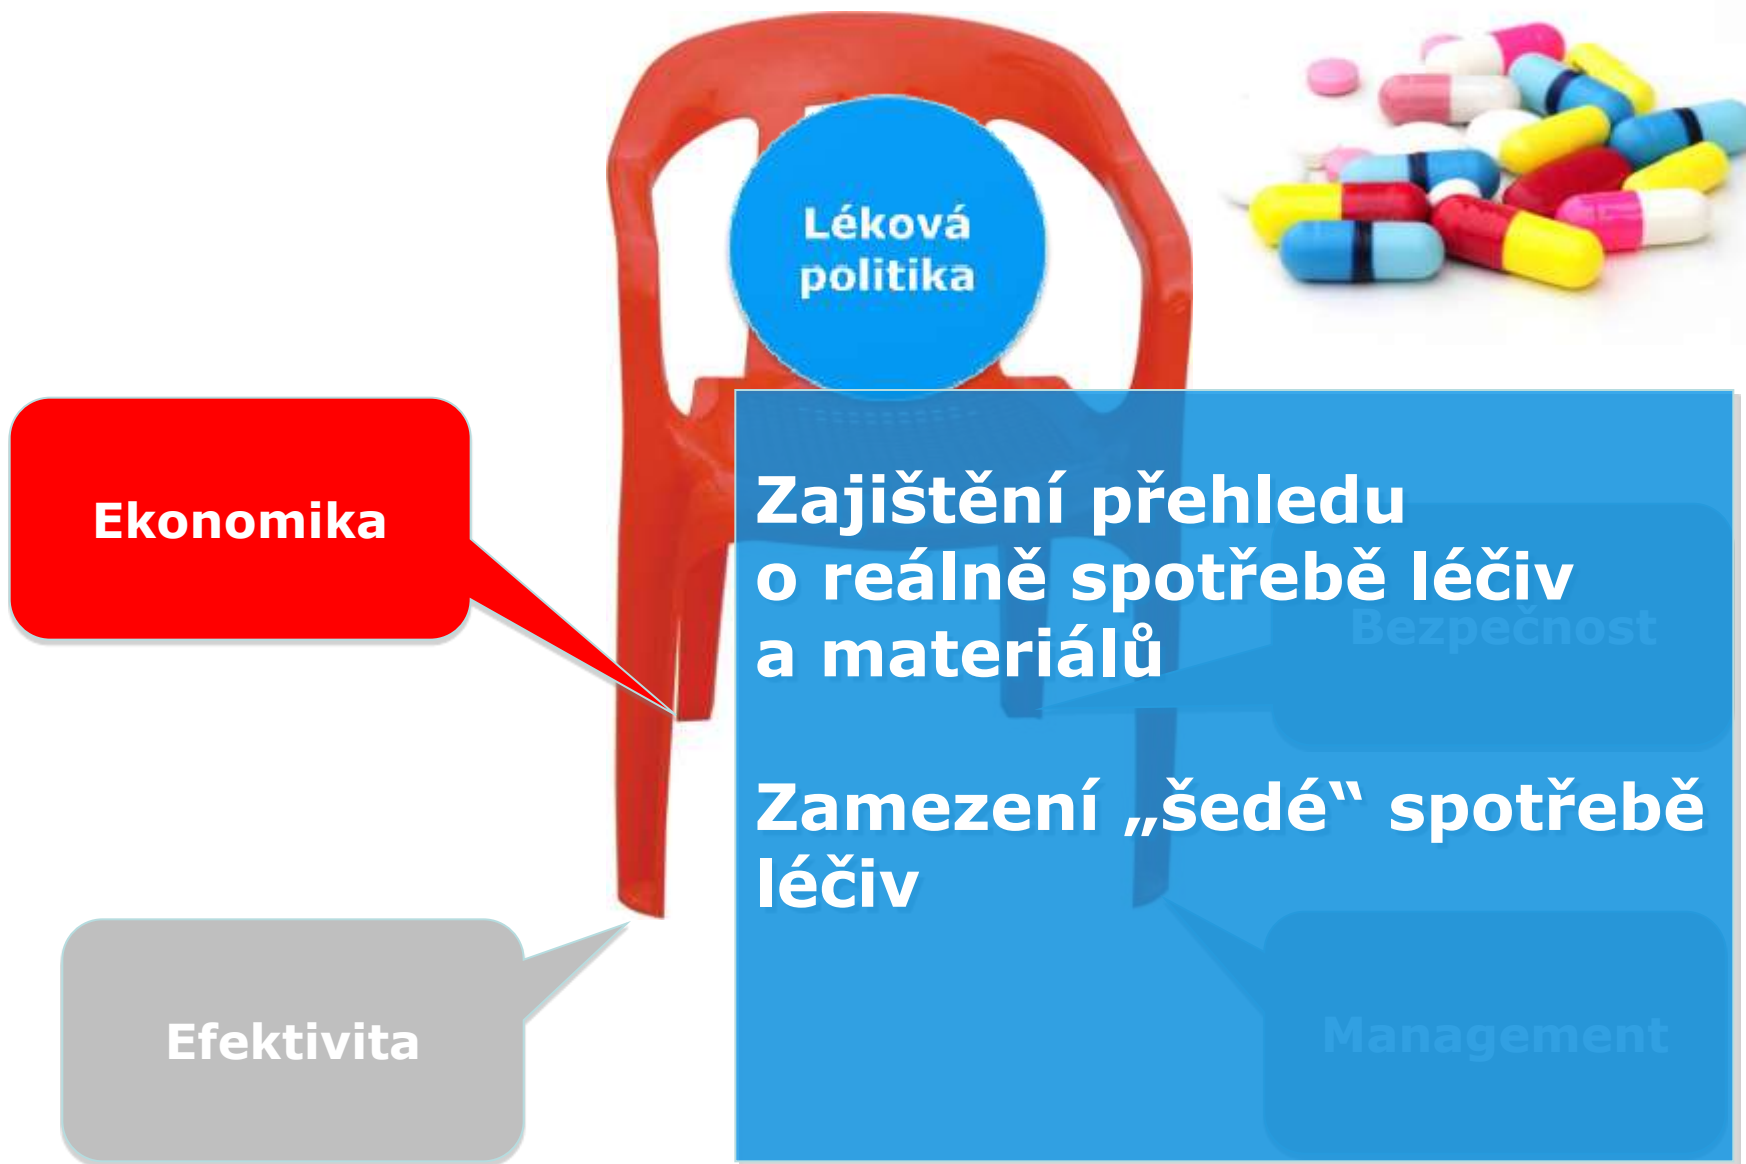 Léková
politika
Ekonomika
Zajištění přehledu
o reálně spotřebě léčiv
a materiálů
Bezpečnost
Zamezení „šedé“ spotřebě
léčiv
Efektivita
Management